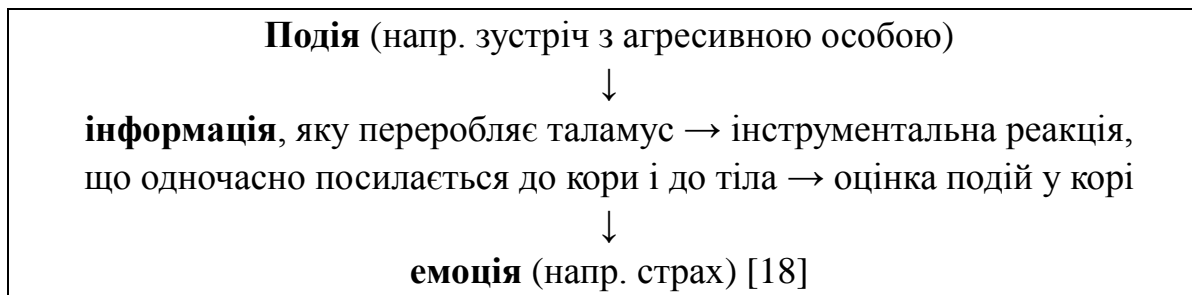 Подія (напр. зустріч з агресивною особою)
↓
інформація, яку переробляє таламус → інструментальна реакція,
що одночасно посилається до кори і до тіла → оцінка подій у корі
↓
емоція (напр. страх) [18]